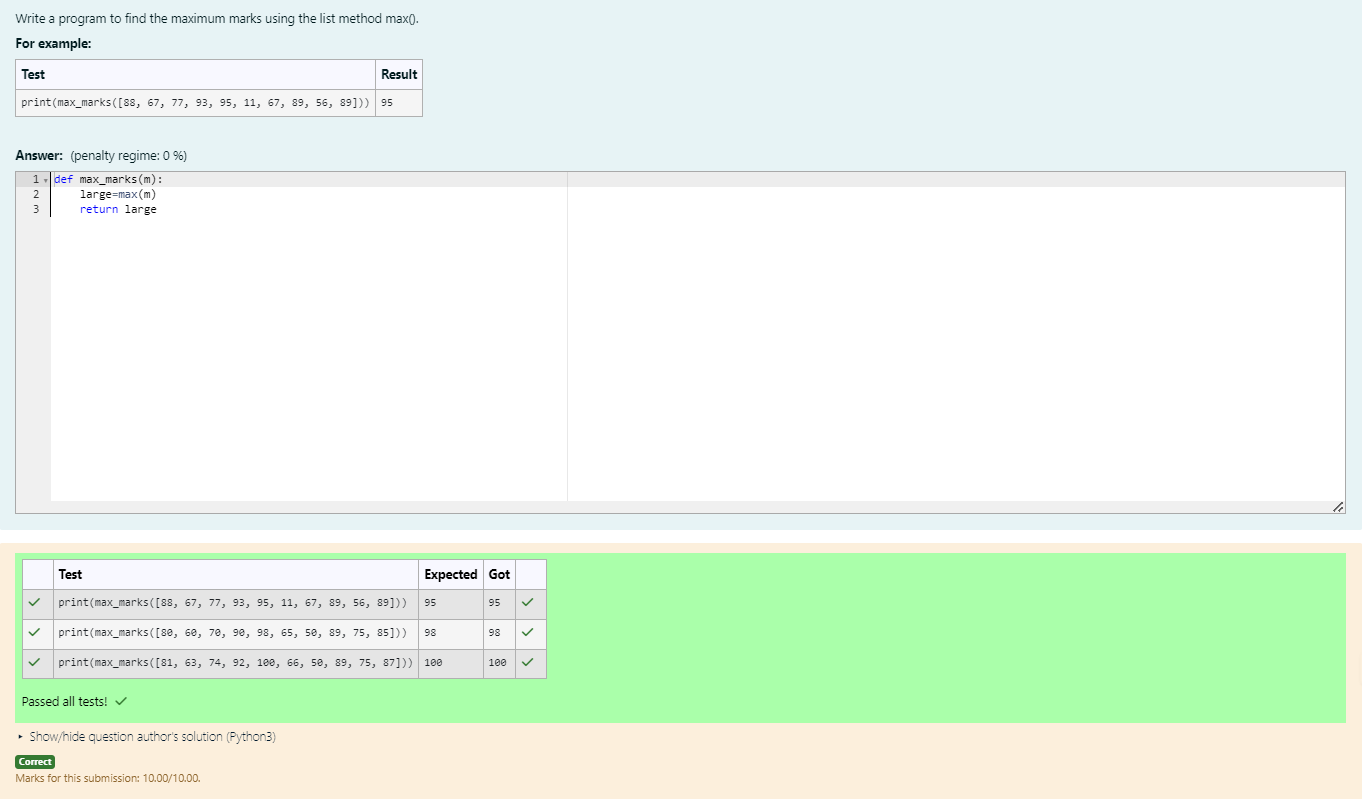 Write a program to find the maximum marks using the list method max().
For example:
Test Result
print(max_marks([88, 67, 77, 93, 95, 11, 67, 89, 56, 89])) 95
Answer: (penalty regime: 0 %)
1 def max_marks(m):
2 large=max(m)
3 return large
Test Expected Got
print(max_marks([88, 67, 77, 93, 95, 11, 67, 89, 56, 89])) 95 95
print(max_marks([80, 60, 70, 90, 98, 65, 50, 89, 75, 85])) 98 98
print(max_marks([81, 63, 74, 92, 100, 66, 50, 89, 75, 87])) 100 100
Passed all tests!
Show/hide question author's solution (Python3)
Correct
Marks for this submission: 10.00/10.00.